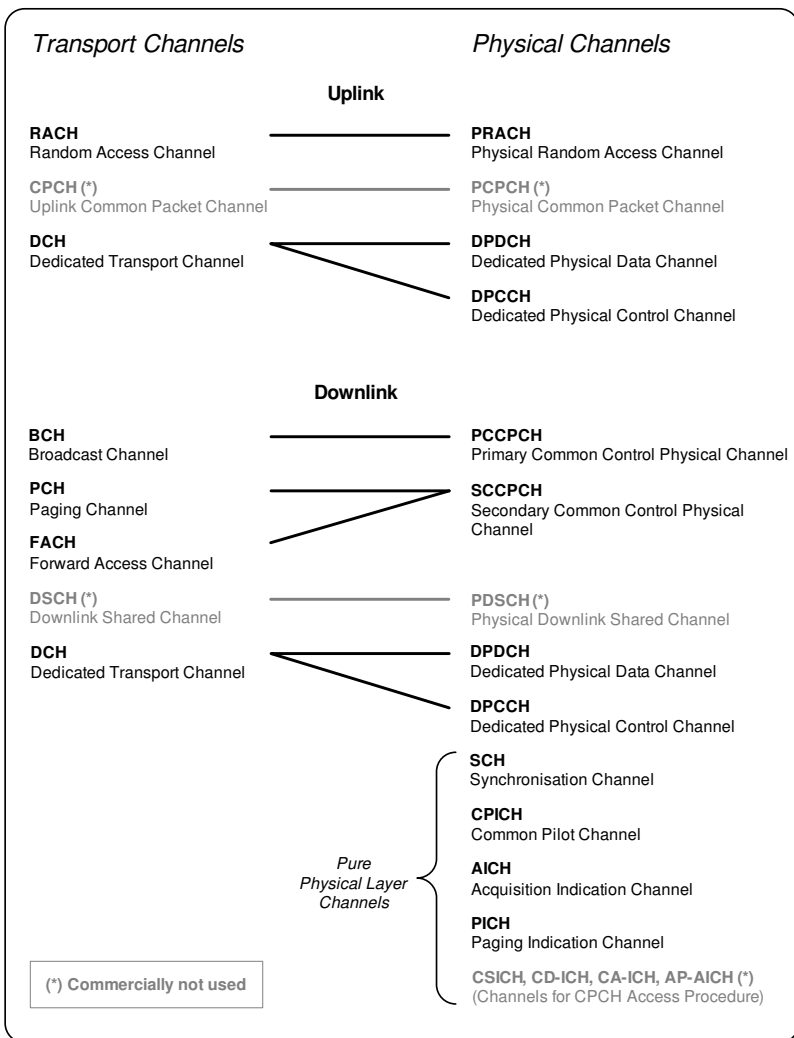 Transport Channels
Physical Channels
Uplink
RACH
Random Access Channel
PRACH
Physical Random Access Channel
CPCH (*)
Uplink Common Packet Channel
PCPCH (*)
Physical Common Packet Channel
DCH
Dedicated Transport Channel
DPDCH
Dedicated Physical Data Channel
DPCCH
Dedicated Physical Control Channel
Downlink
BCH
Broadcast Channel
PCCPCH
Primary Common Control Physical Channel
PCH
Paging Channel
SCCPCH
Secondary Common Control Physical
Channel
FACH
Forward Access Channel
DSCH (*)
Downlink Shared Channel
PDSCH (*)
Physical Downlink Shared Channel
DCH
Dedicated Transport Channel
DPDCH
Dedicated Physical Data Channel
DPCCH
Dedicated Physical Control Channel
Pure
Physical Layer
Channels
SCH
Synchronisation Channel
CPICH
Common Pilot Channel
AICH
Acquisition Indication Channel
PICH
Paging Indication Channel
CSICH, CD-ICH, CA-ICH, AP-AICH (*)
(Channels for CPCH Access Procedure)
(*) Commercially not used